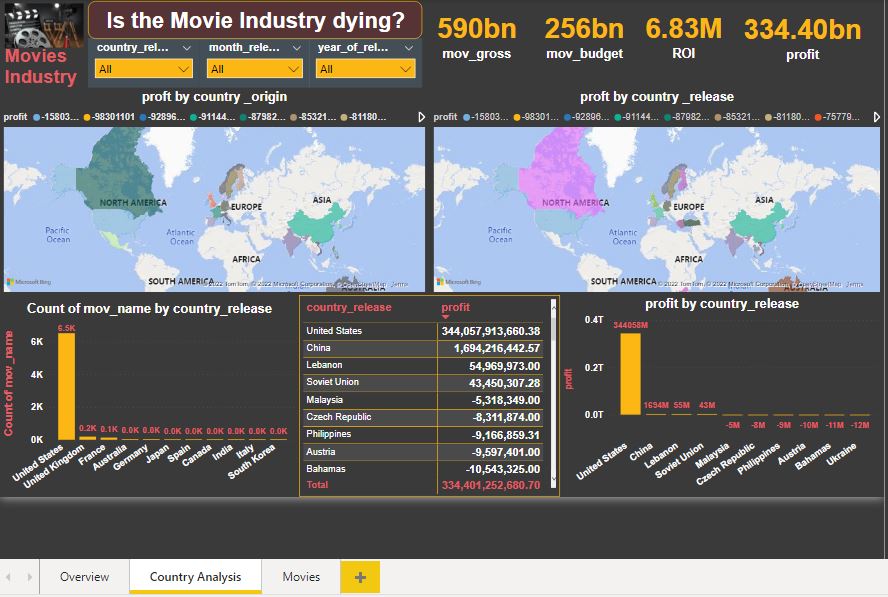 Is the Movie Industry dying?
Movies
Industry
country_rel...
month_rele...
year_of_rel...
All
All
All
590bn
mov_gross
256bn
mov_budget
6.83M
ROI
334.40bn
profit
proft by country _origin
profit -15803... -98301101 -92896... -91144... -87982... -85321... -81180...
NORTH AMERICA
EUROPE
ASIA
Pacific
Ocean
Atlantic
Ocean
AFRICA
SOUTH AMERICA
Microsoft Bing
© 2022 TomTom, © 2022 Microsoft Corporation, © OpenStreetMap Terms
proft by country _release
profit -15803... -98301... -92896... -91144... -87982... -85321... -81180... -75779...
NORTH AMERICA
EUROPE
ASIA
Pacific
Ocean
Atlantic
Ocean
AFRICA
SOUTH AMERICA
Microsoft Bing
© 2022 TomTom, © 2022 Microsoft Corporation, © OpenStreetMap Terms
Count of mov_name by country_release
Count of mov_name
6K
4K
2K
0K
6.5K
0.2K
0.1K
0.0K
0.0K
0.0K
0.0K
0.0K
0.0K
0.0K
0.0K
United States
United Kingdom
France
Australia
Germany
Japan
Spain
Canada
India
Italy
South Korea
country_release profit
United States 344,057,913,660.38
China 1,694,216,442.57
Lebanon 54,969,973.00
Soviet Union 43,450,307.28
Malaysia -5,318,349.00
Czech Republic -8,311,874.00
Philippines -9,166,859.31
Austria -9,597,401.00
Bahamas -10,543,325.00
Total 334,401,252,680.70
profit by country_release
profit
0.4T
0.2T
0.0T
344058M
1694M
55M
43M
-5M
-8M
-9M
-10M
-11M
-12M
United States
China
Lebanon
Soviet Union
Malaysia
Czech Republic
Philippines
Austria
Bahamas
Ukraine
Overview
Country Analysis
Movies
+